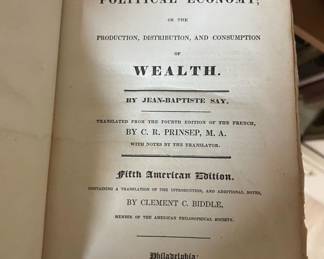 POLITICAL ECONOMY;
OR THE
PRODUCTION, DISTRIBUTION, AND CONSUMPTION
OF
WEALTH.
BY JEAN-BAPTISTE SAY.
TRANSLATED FROM THE FOURTH EDITION OF THE FRENCH,
BY C. R. PRINSEP, M. A.
WITH NOTES BY THE TRANSLATOR.
Fifth American Edition.
CONTAINING A TRANSLATION OF THE INTRODUCTION, AND ADDITIONAL NOTES,
BY CLEMENT C. BIDDLE,
MEMBER OF THE AMERICAN PHILOSOPHICAL SOCIETY.
Philadelphia: